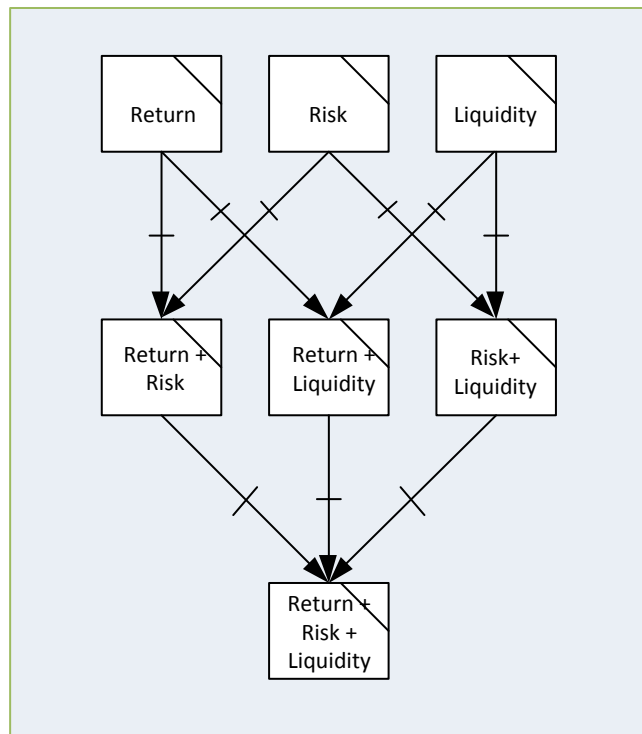 Return
Risk
Liquidity
Return +
Risk
Return +
Liquidity
Risk+
Liquidity
Return +
Risk +
Liquidity